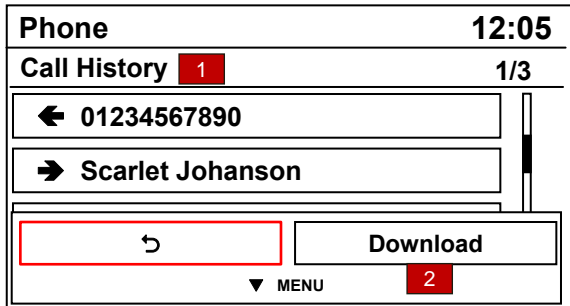 Phone 12:05
Call History 1 1/3
← 01234567890
→ Scarlet Johanson
Download
▼ MENU 2